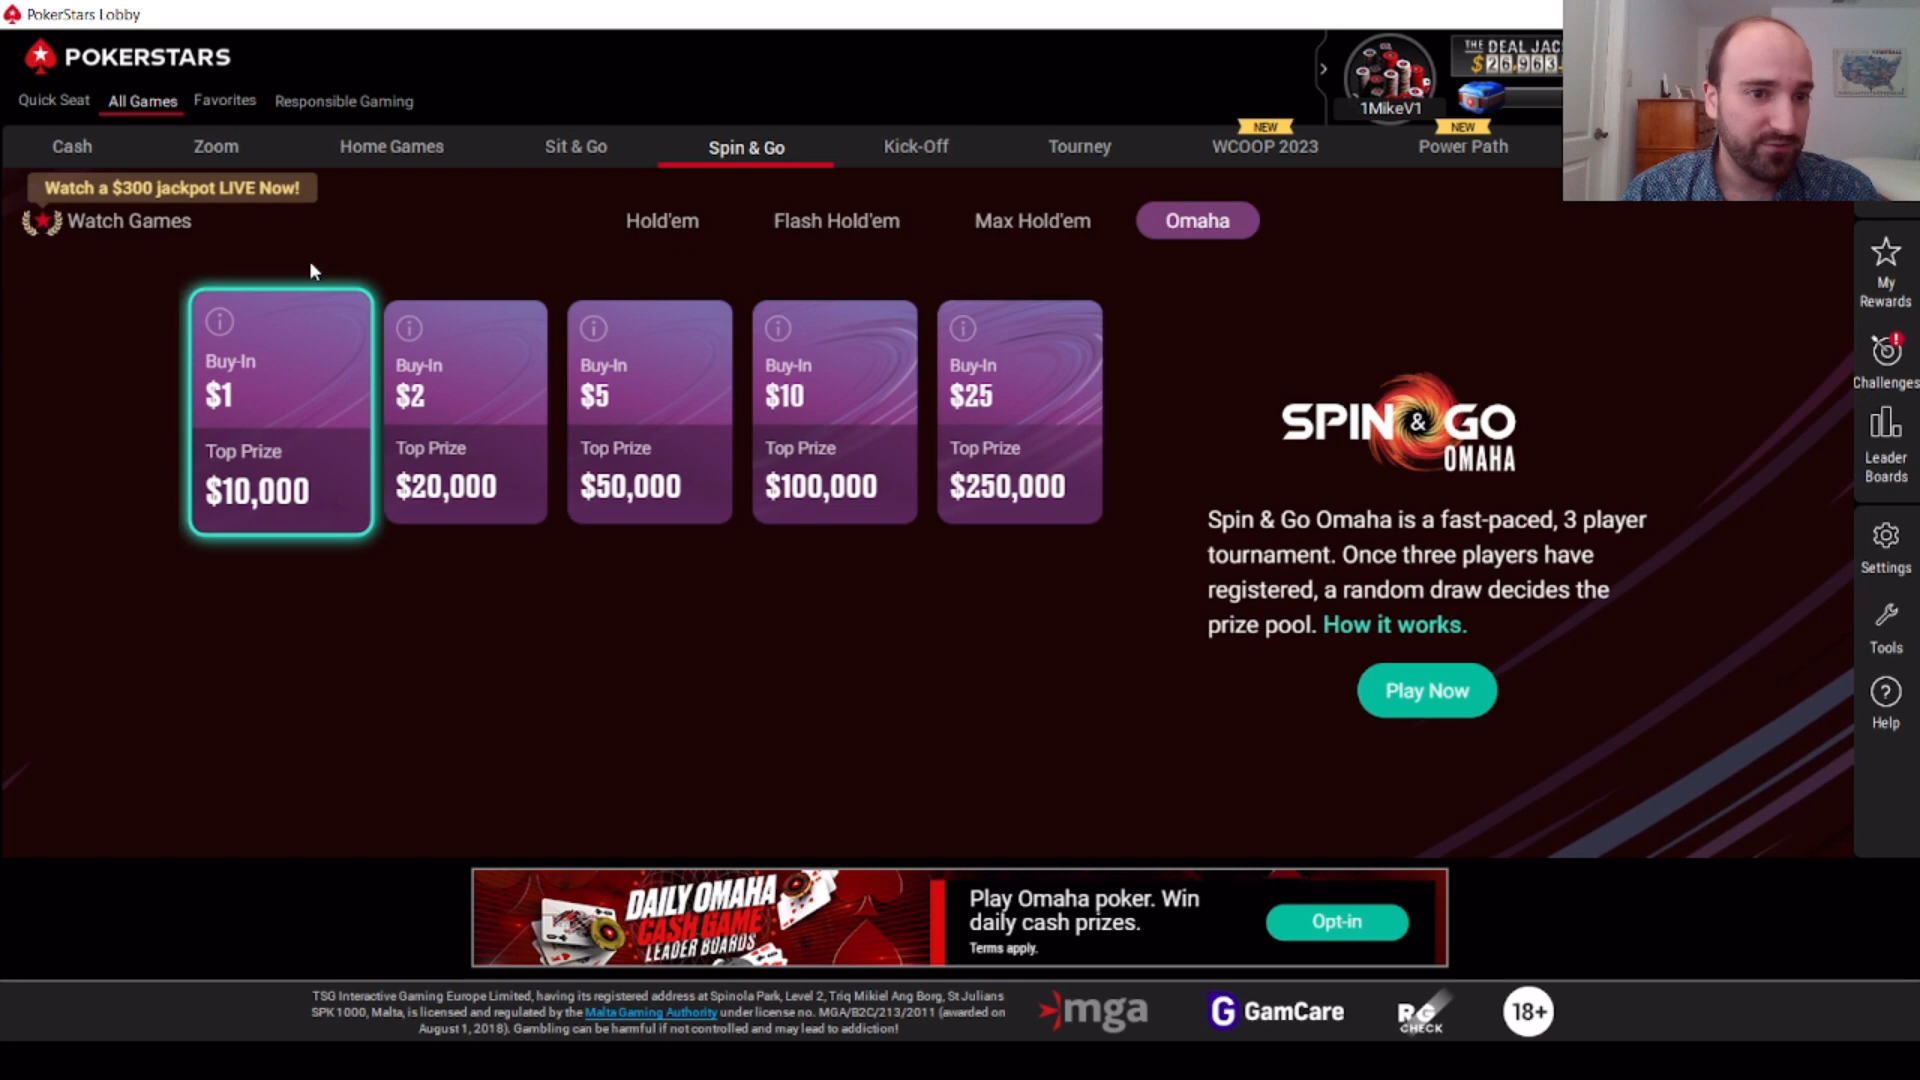 PokerStars Lobby
POKERSTARS
Quick Seat All Games Favorites Responsible Gaming
1MikeV1
THE DEAL JAC
$26,963
Cash Zoom Home Games Sit & Go Spin & Go Kick-Off Tourney WCOOP 2023 Power Path
NEW NEW
Watch a $300 jackpot LIVE Now!
Watch Games
Hold'em Flash Hold'em Max Hold'em Omaha
Buy-In
$1
Top Prize
$10,000
Buy-In
$2
Top Prize
$20,000
Buy-In
$5
Top Prize
$50,000
Buy-In
$10
Top Prize
$100,000
Buy-In
$25
Top Prize
$250,000
SPIN & GO
OMAHA
Spin & Go Omaha is a fast-paced, 3 player
tournament. Once three players have
registered, a random draw decides the
prize pool. How it works.
Play Now
My
Rewards
Challenges
Leader
Boards
Settings
Tools
Help
DAILY OMAHA
CASH GAME
LEADER BOARDS
Play Omaha poker. Win
daily cash prizes.
Terms apply.
Opt-in
TSG Interactive Gaming Europe Limited, having its registered address at Spinola Park, Level 2, Triq Mikiel Ang Borg, St Julians
SPK 1000, Malta, is licensed and regulated by the Malta Gaming Authority under license no. MGA/B2C/213/2011 (awarded on
August 1, 2018). Gambling can be harmful if not controlled and may lead to addiction!
mga
G GamCare
RG
CHECK
18+